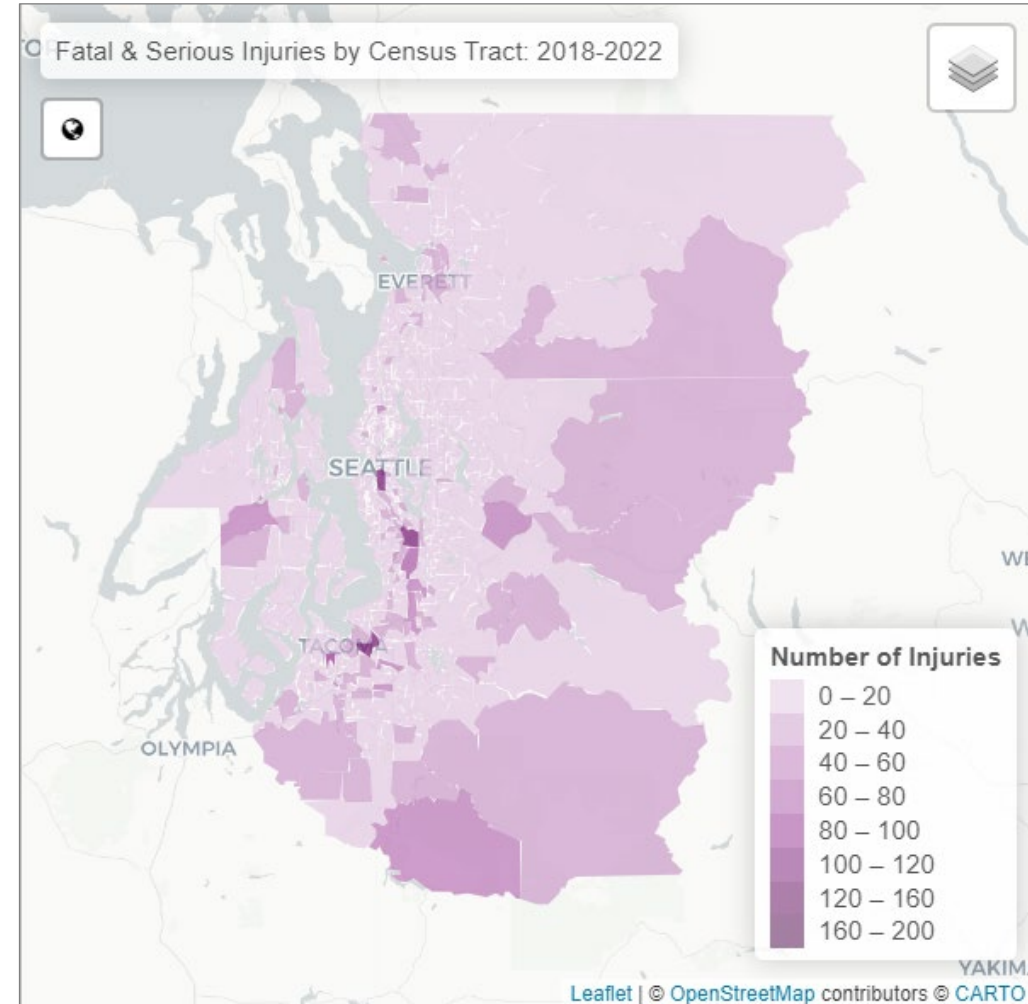 Fatal & Serious Injuries by Census Tract: 2018-2022
EVERETT
SEATTLE
TACOMA
OLYMPIA
Number of Injuries
0 – 20
20 – 40
40 – 60
60 – 80
80 – 100
100 – 120
120 – 160
160 – 200
YAKIM
Leaflet | © OpenStreetMap contributors © CARTO